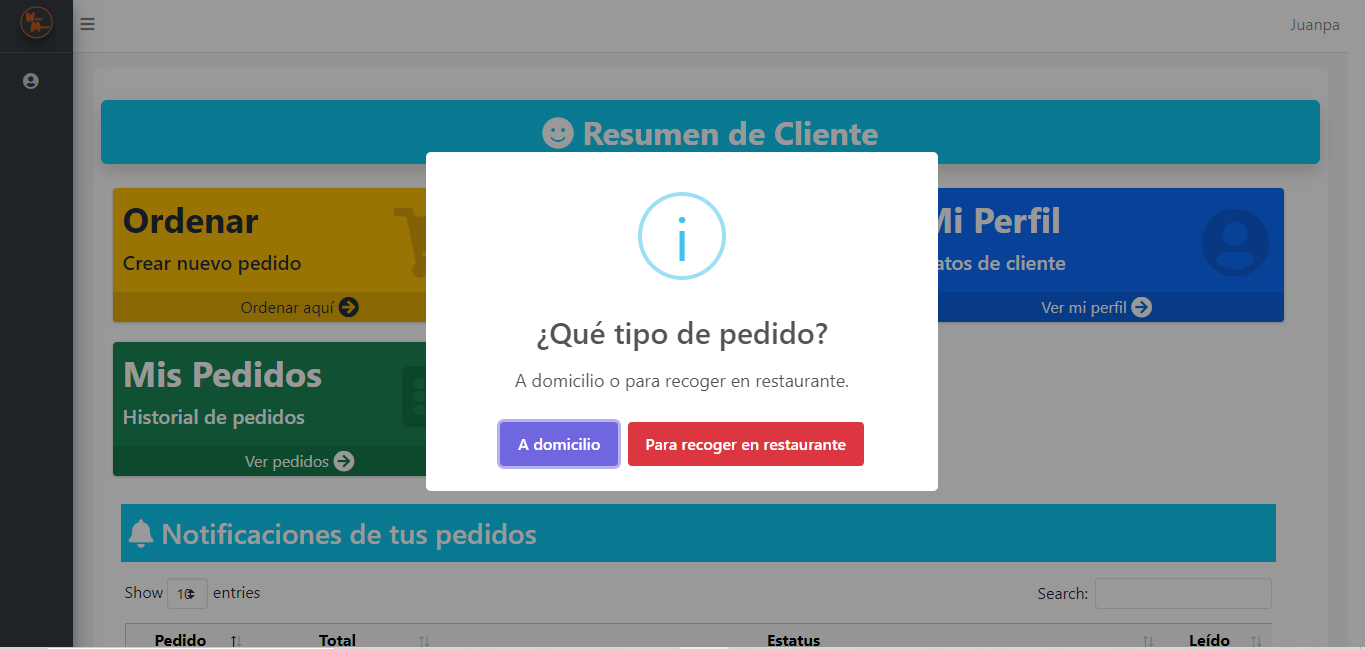 Juanpa
Resumen de Cliente
Ordenar
Crear nuevo pedido
Ordenar aquí
Mi Perfil
atos de cliente
Ver mi perfil
¿Qué tipo de pedido?
A domicilio o para recoger en restaurante.
A domicilio
Para recoger en restaurante
Mis Pedidos
Historial de pedidos
Ver pedidos
Notificaciones de tus pedidos
Show 10 entries
Search:
Pedido Total Estatus Leído